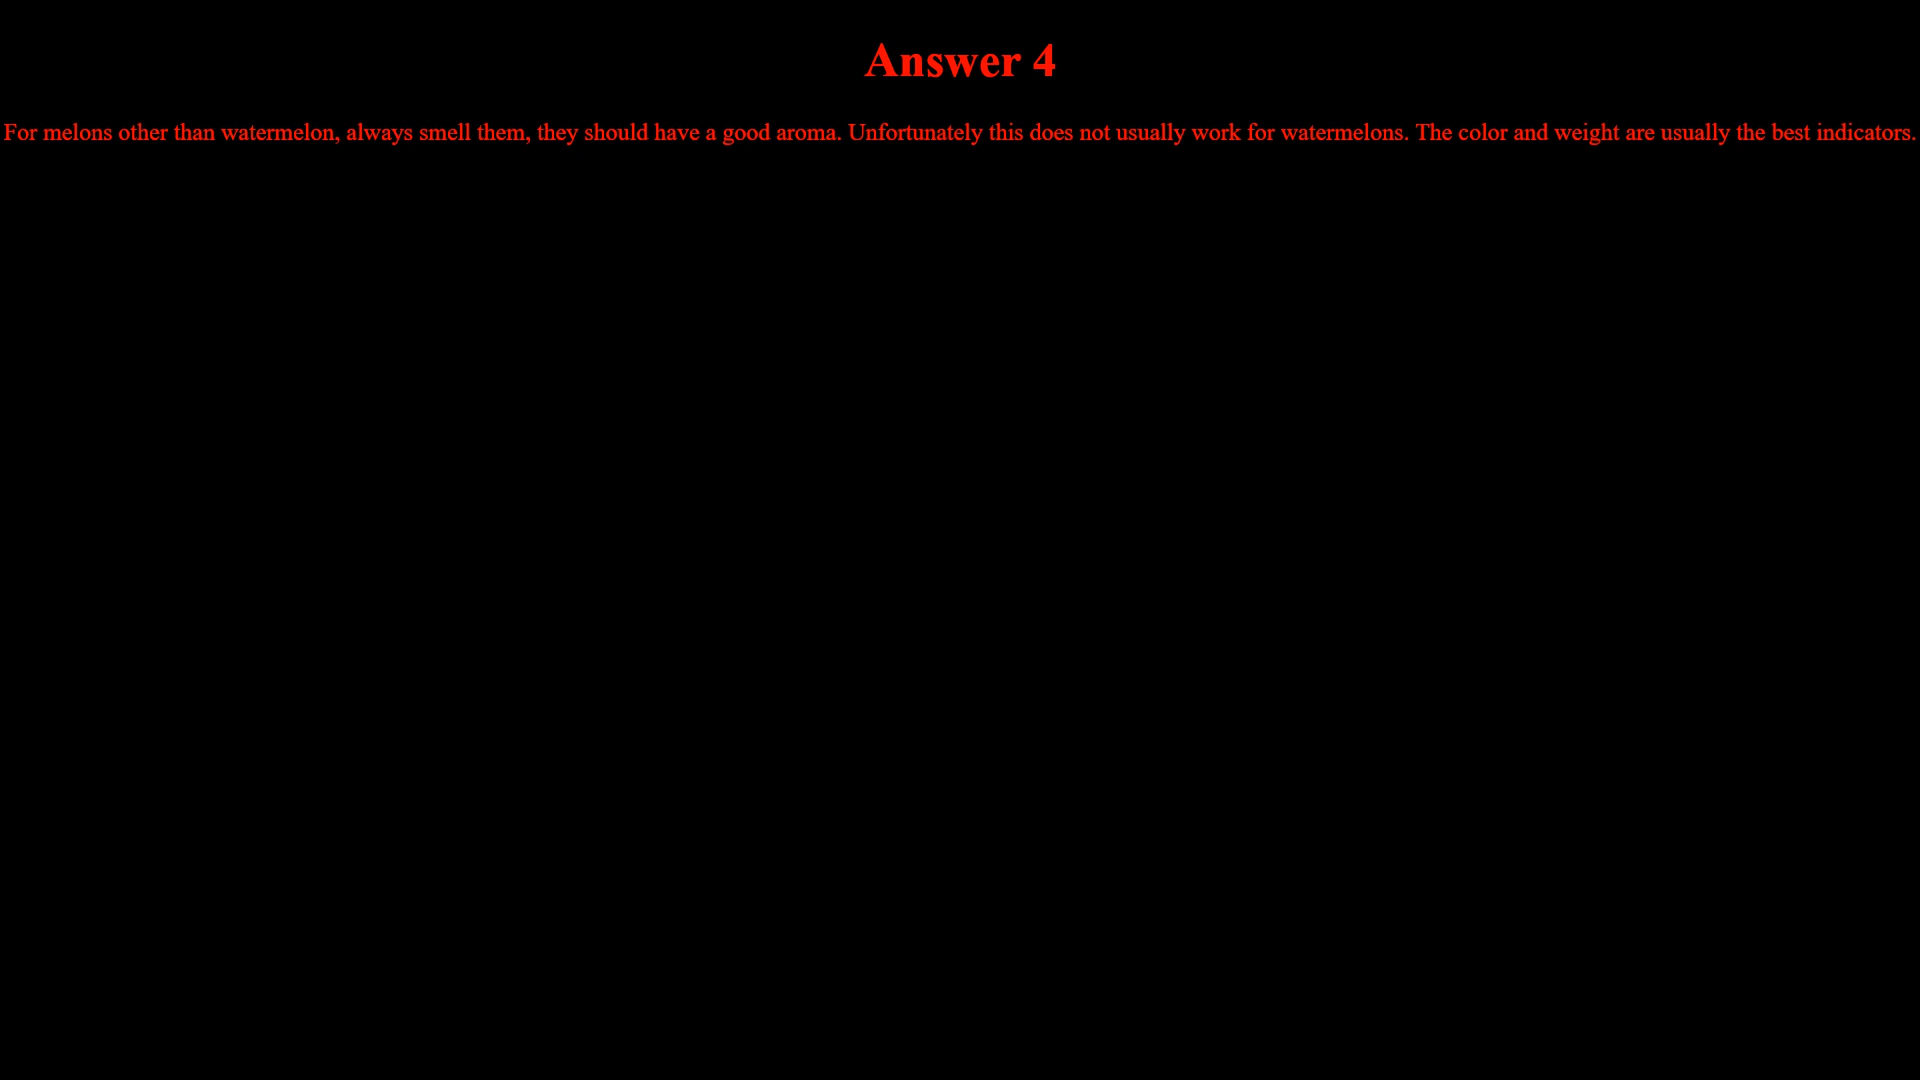 Answer 4
For melons other than watermelon, always smell them, they should have a good aroma. Unfortunately this does not usually work for watermelons. The color and weight are usually the best indicators.